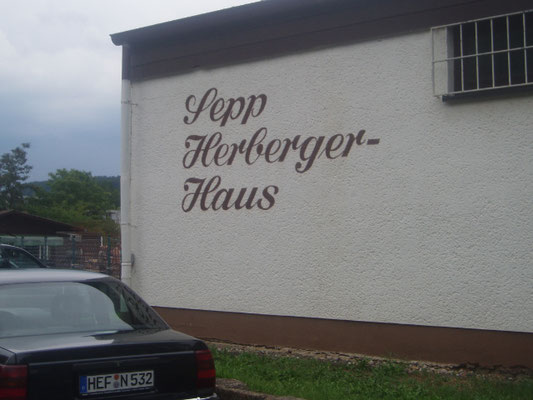 Sepp
Herberger-
Haus
HEF N 532